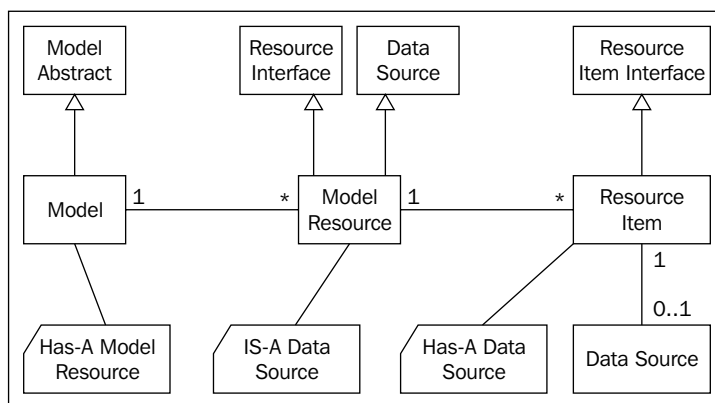 Model
Abstract
Resource
Interface
Data
Source
Resource
Item Interface
Model
1
*
Model
Resource
1
*
Resource
Item
1
0..1
Has-A Model
Resource
IS-A Data
Source
Has-A Data
Source
Data Source